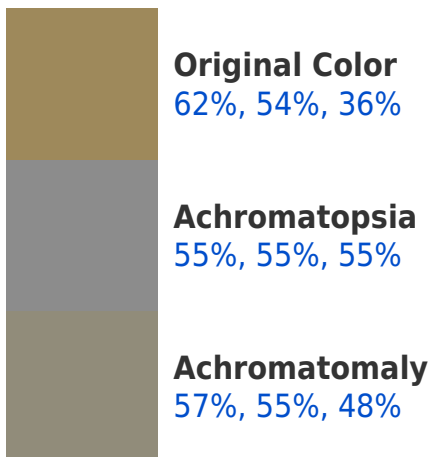 Original Color
62%, 54%, 36%
Achromatopsia
55%, 55%, 55%
Achromatomaly
57%, 55%, 48%